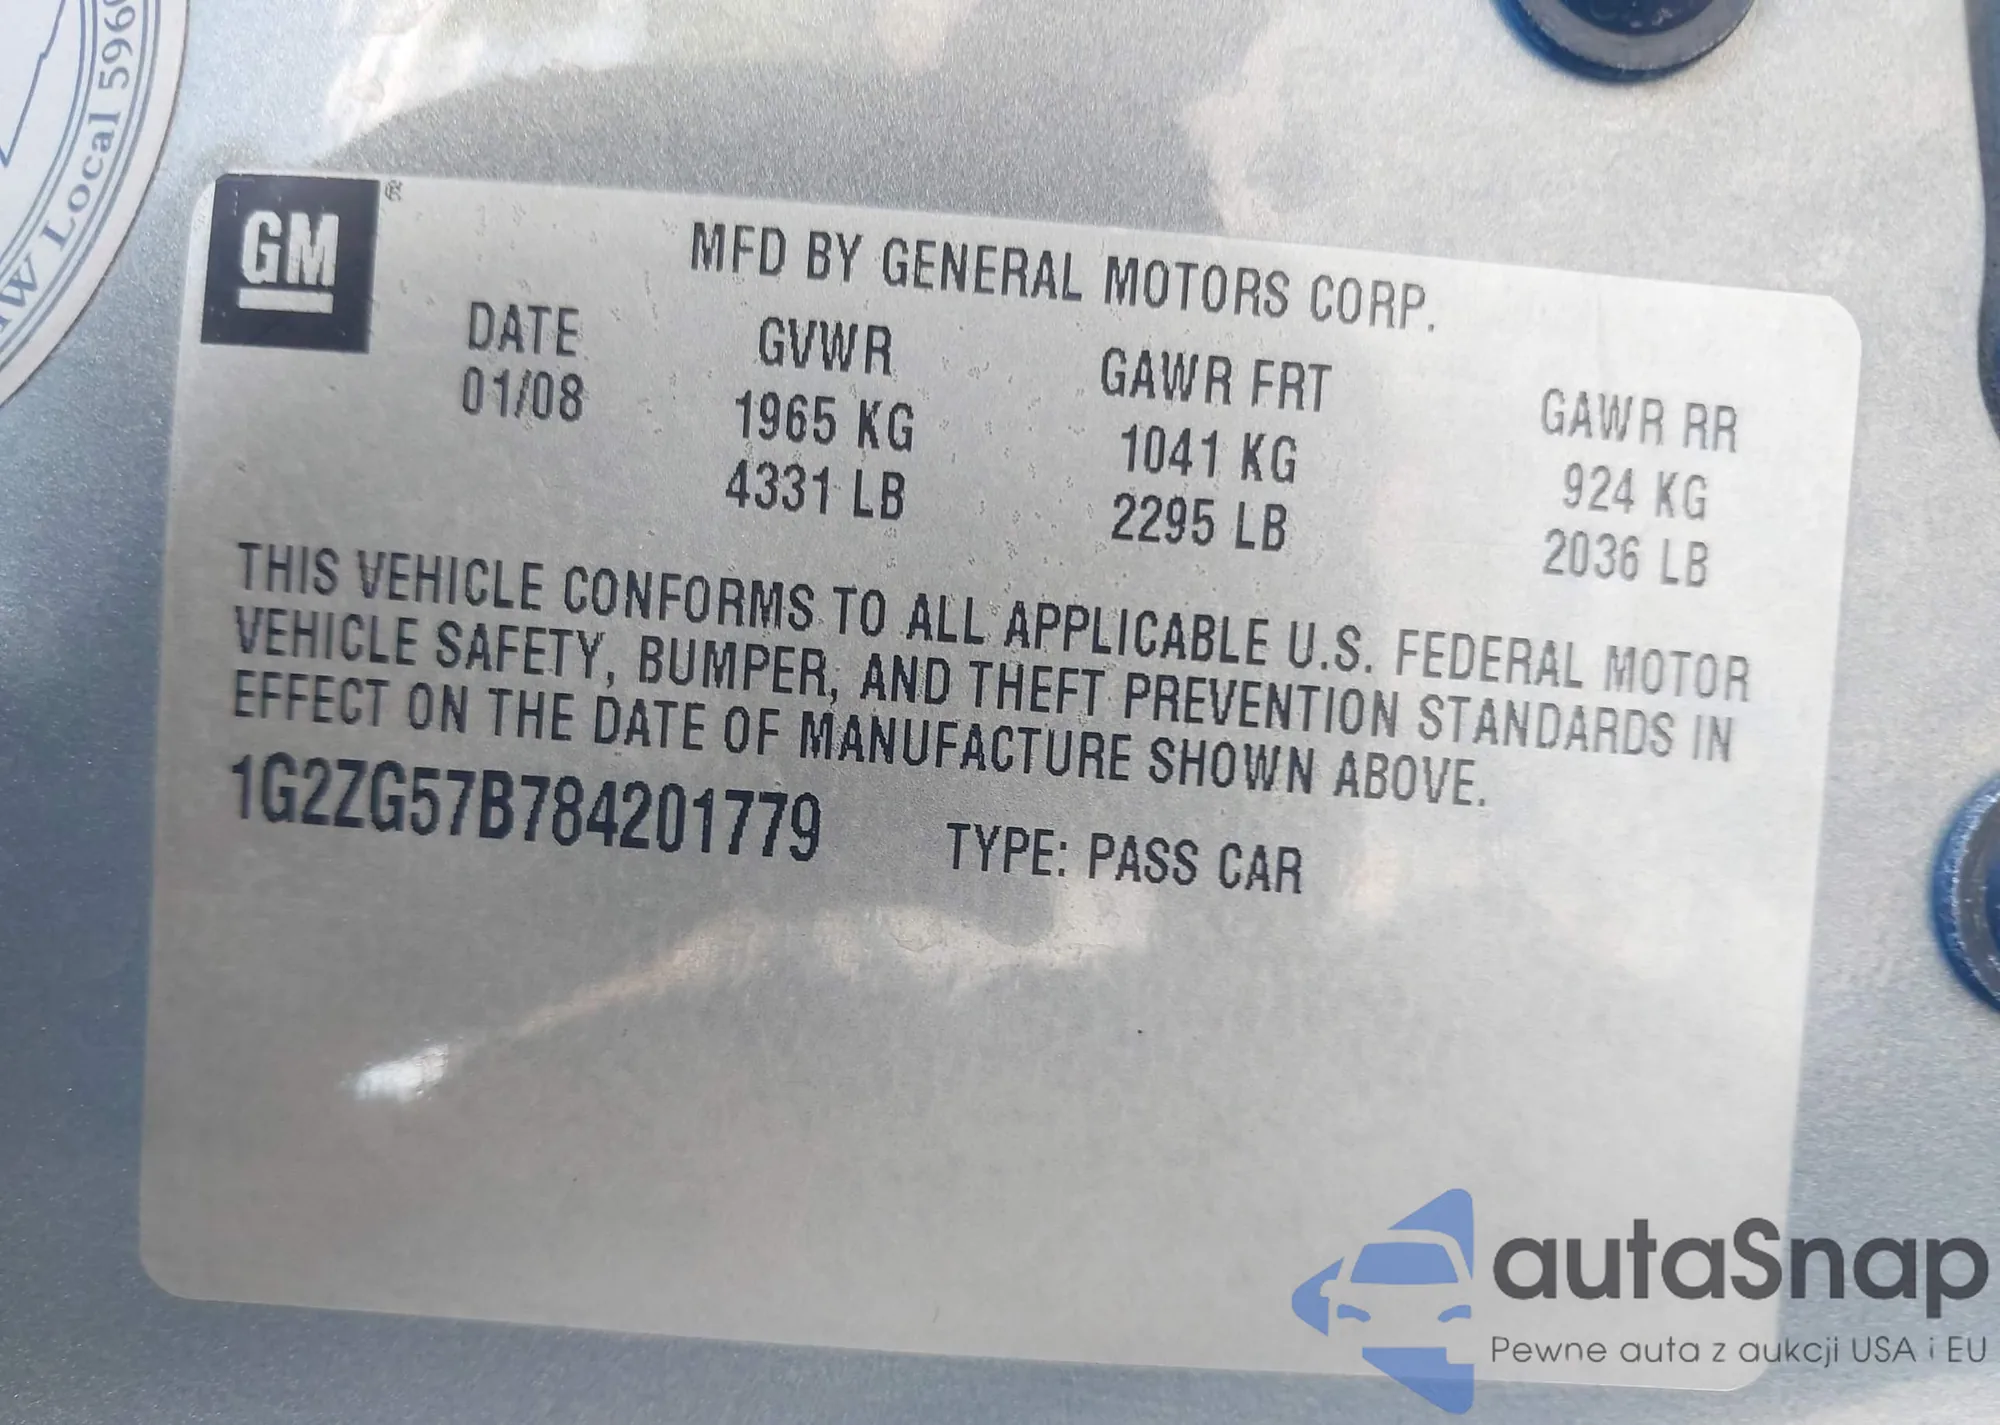 W Local 596
GM ®
MFD BY GENERAL MOTORS CORP.
DATE GVWR GAWR FRT GAWR RR
01/08 1965 KG 1041 KG 924 KG
4331 LB 2295 LB 2036 LB
THIS VEHICLE CONFORMS TO ALL APPLICABLE U.S. FEDERAL MOTOR
VEHICLE SAFETY, BUMPER, AND THEFT PREVENTION STANDARDS IN
EFFECT ON THE DATE OF MANUFACTURE SHOWN ABOVE.
1G2ZG57B784201779 TYPE: PASS CAR
autaSnap
Pewne auta z aukcji USA i EU